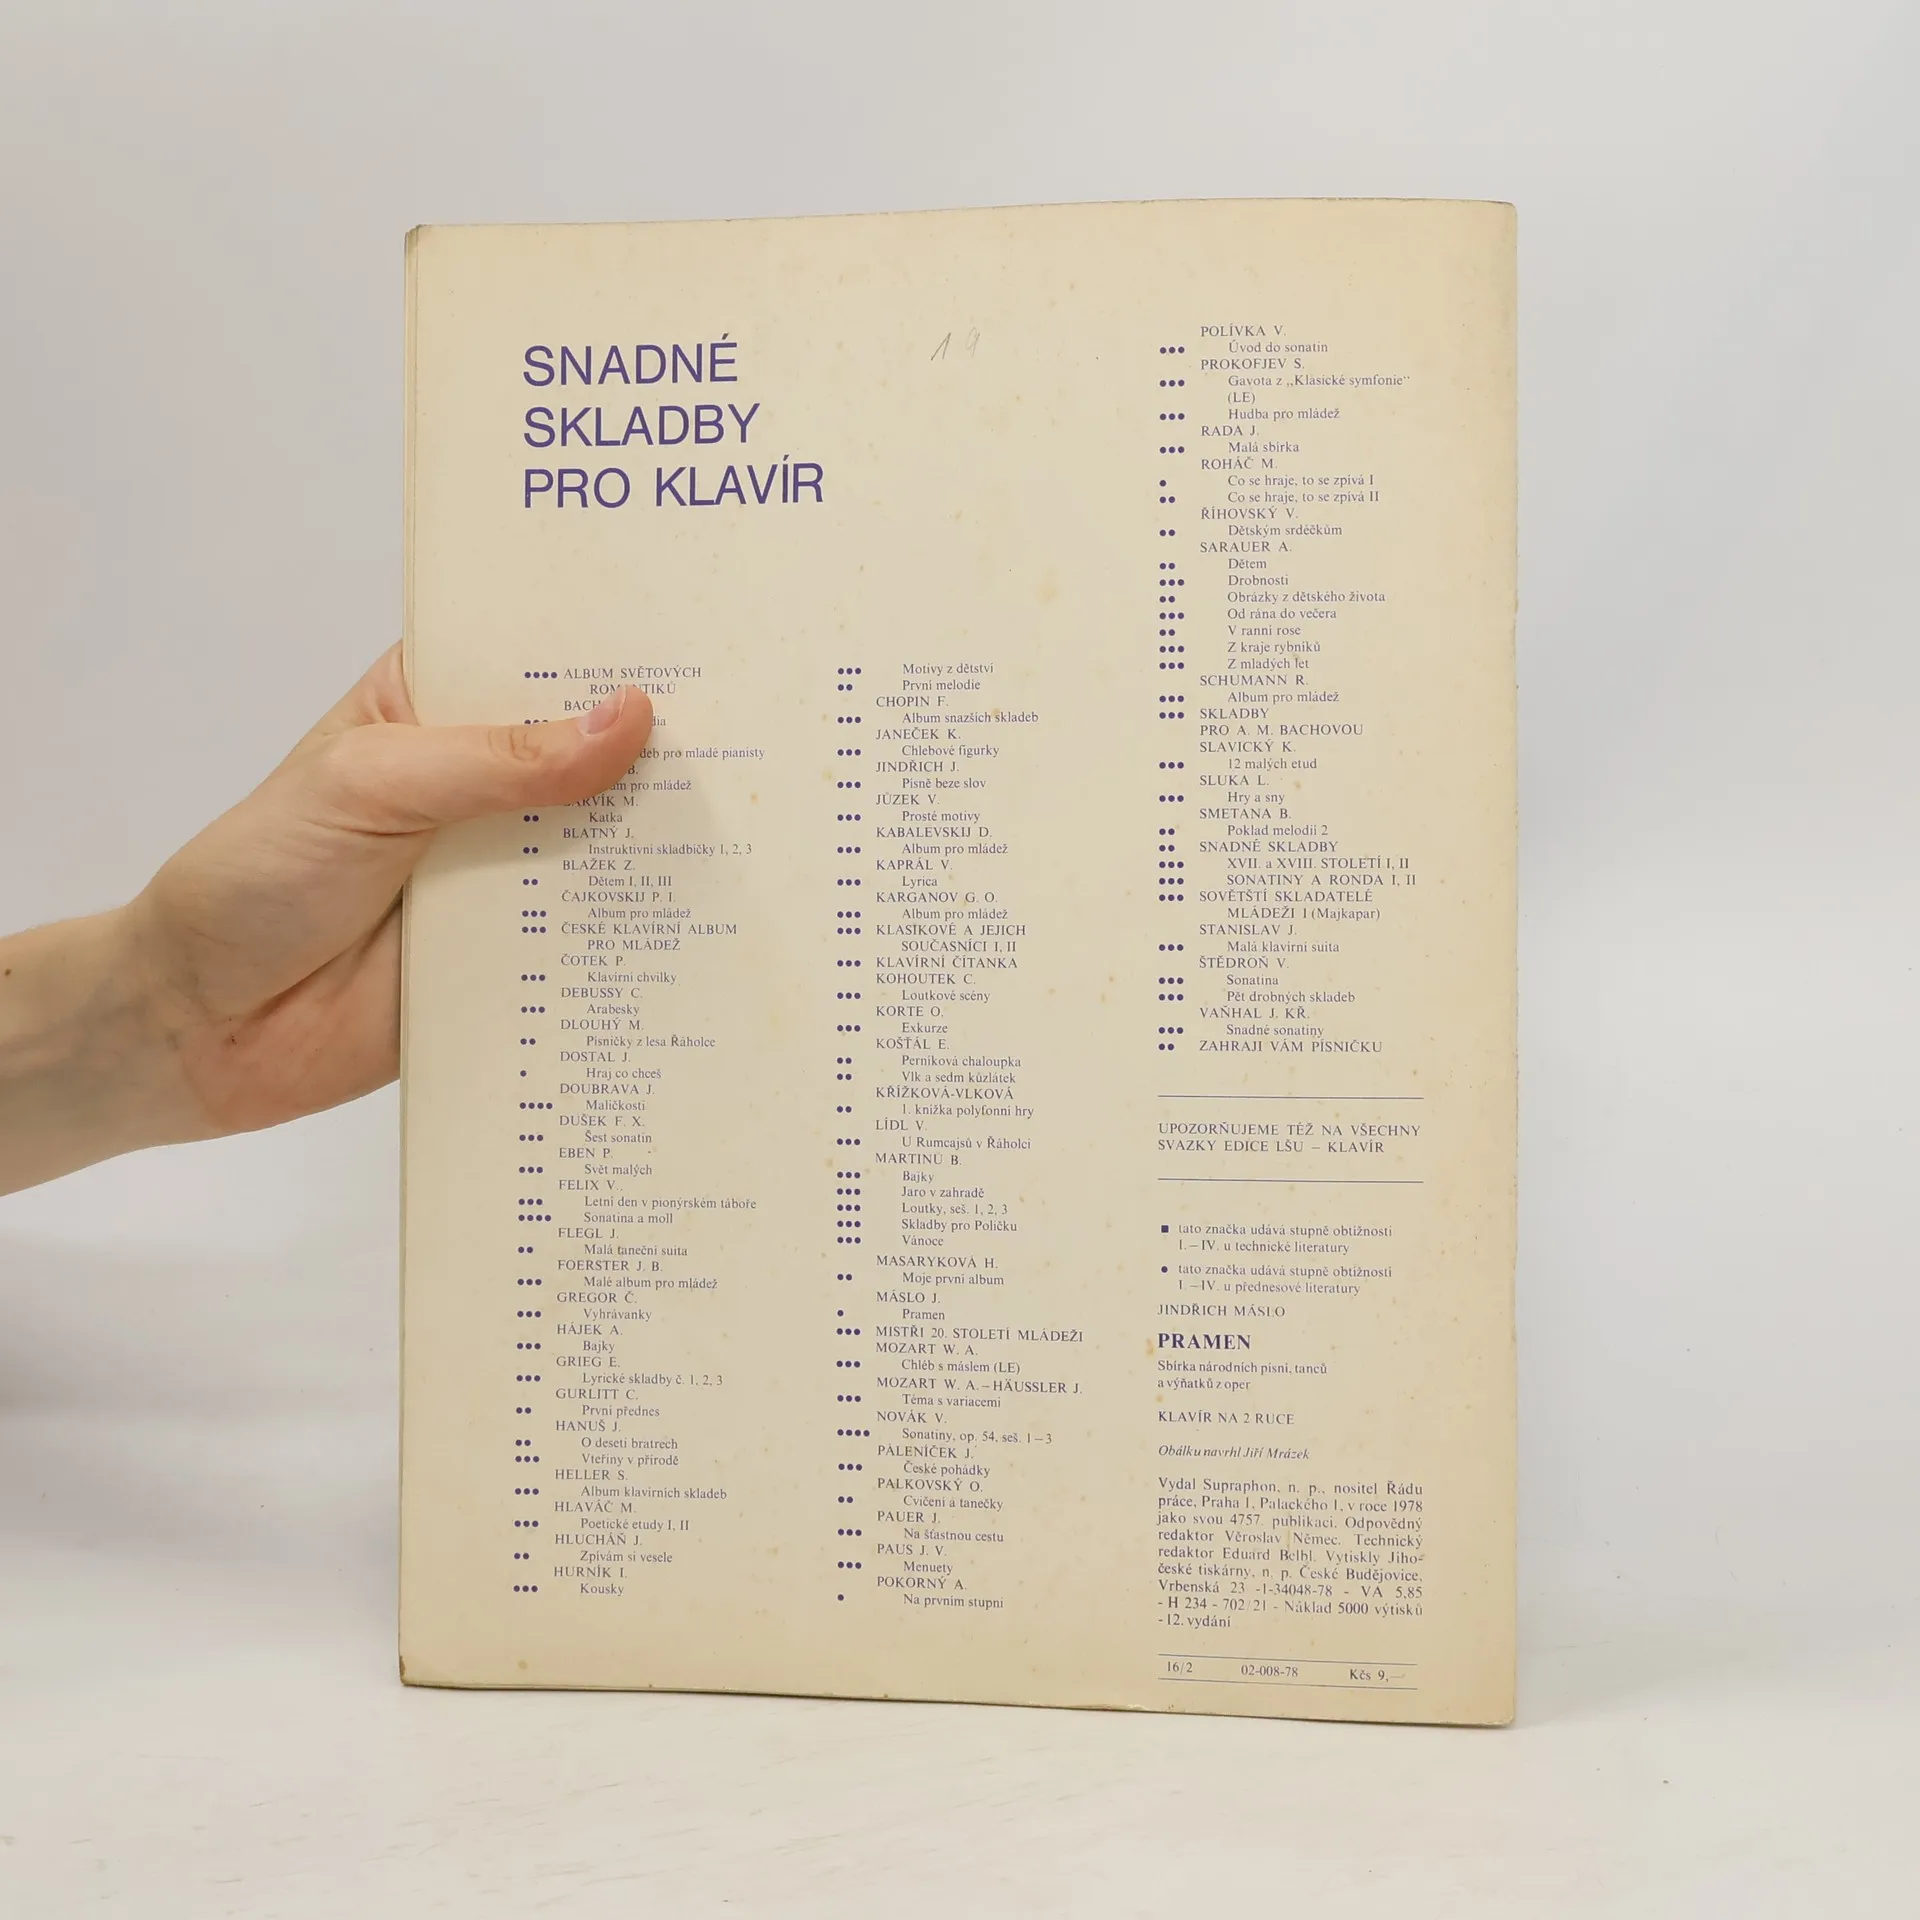 SNADNÉ
SKLADBY
PRO KLAVÍR
19
•••• ALBUM SVĚTOVÝCH
BACH
deb pro mladé pianisty
B.
pro mládež
•• Katka
BLATNÝ J.
•• Instruktivní skladbičky 1, 2, 3
BLAŽEK Z.
•• Dětem I, II, III
ČAJKOVSKIJ P. I.
••• Album pro mládež
••• ČESKÉ KLAVÍRNÍ ALBUM
PRO MLÁDEŽ
ČOTEK P.
••• Klavírní chvilky
DEBUSSY C.
••• Arabesky
DLOUHÝ M.
•• Písničky z lesa Řáholce
DOSTAL J.
• Hraj co chceš
DOUBRAVA J.
•••• Maličkosti
DUŠEK F. X.
••• Šest sonatin
EBEN P.
••• Svět malých
FELIX V.
••• Letní den v pionýrském táboře
•••• Sonatina a moll
FLEGL J.
•• Malá taneční suita
FOERSTER J. B.
••• Malé album pro mládež
GREGOR Č.
••• Vyhrávanky
HÁJEK A.
••• Bajky
GRIEG E.
••• Lyrické skladby č. 1, 2, 3
GURLITT C.
•• První přednes
HANUŠ J.
•• O deseti bratrech
••• Vteřiny v přírodě
HELLER S.
••• Album klavírních skladeb
HLAVÁČ M.
••• Poetické etudy I, II
HLUCHÁŇ J.
•• Zpívám si vesele
HURNÍK I.
••• Kousky
••• Motivy z dětství
•• První melodie
CHOPIN F.
••• Album snazších skladeb
JANEČEK K.
••• Chlebové figurky
JINDŘICH J.
••• Písně beze slov
JŮZEK V.
••• Prosté motivy
KABALEVSKIJ D.
••• Album pro mládež
KAPRÁL V.
••• Lyrica
KARGANOV G. O.
••• Album pro mládež
••• KLASIKOVÉ A JEJICH
SOUČASNÍCI I, II
••• KLAVÍRNÍ ČÍTANKA
KOHOUTEK C.
••• Loutkové scény
KORTE O.
••• Exkurze
KOŠŤÁL E.
•• Perníková chaloupka
•• Vlk a sedm kůzlátek
KŘÍŽKOVÁ-VLKOVÁ
•• 1. knížka polyfonní hry
LÍDL V.
••• U Rumcajsů v Řáholci
MARTINŮ B.
••• Bajky
••• Jaro v zahradě
••• Loutky, seš. 1, 2, 3
••• Skladby pro Poličku
••• Vánoce
MASARYKOVÁ H.
•• Moje první album
MÁSLO J.
• Pramen
••• MISTŘI 20. STOLETÍ MLÁDEŽI
MOZART W. A.
••• Chléb s máslem (LE)
MOZART W. A. – HÄUSSLER J.
••• Téma s variacemi
NOVÁK V.
•••• Sonatiny, op. 54, seš. 1 – 3
PÁLENÍČEK J.
••• České pohádky
PALKOVSKÝ O.
•• Cvičení a tanečky
PAUER J.
••• Na šťastnou cestu
PAUS J. V.
••• Menuety
POKORNÝ A.
• Na prvním stupni
POLÍVKA V.
••• Úvod do sonatin
PROKOFJEV S.
••• Gavota z „Klasické symfonie“
(LE)
••• Hudba pro mládež
RADA J.
••• Malá sbírka
ROHÁČ M.
• Co se hraje, to se zpívá I
•• Co se hraje, to se zpívá II
ŘÍHOVSKÝ V.
•• Dětským srdéčkům
SARAUER A.
•• Dětem
••• Drobnosti
•• Obrázky z dětského života
••• Od rána do večera
•• V ranní rose
••• Z kraje rybníků
••• Z mladých let
SCHUMANN R.
••• Album pro mládež
••• SKLADBY
PRO A. M. BACHOVOU
SLAVICKÝ K.
••• 12 malých etud
SLUKA L.
••• Hry a sny
SMETANA B.
•• Poklad melodií 2
•• SNADNÉ SKLADBY
••• XVII. a XVIII. STOLETÍ I, II
••• SONATINY A RONDA I, II
••• SOVĚTŠTÍ SKLADATELÉ
MLÁDEŽI I (Majkapar)
STANISLAV J.
••• Malá klavírní suita
ŠTĚDROŇ V.
••• Sonatina
••• Pět drobných skladeb
VAŇHAL J. KŘ.
••• Snadné sonatiny
•• ZAHRAJI VÁM PÍSNIČKU
UPOZORŇUJEME TÉŽ NA VŠECHNY
SVAZKY EDICE LŠU – KLAVÍR
■ tato značka udává stupně obtížnosti
I. – IV. u technické literatury
• tato značka udává stupně obtížnosti
I. – IV. u přednesové literatury
JINDŘICH MÁSLO
PRAMEN
Sbírka národních písní, tanců
a výňatků z oper
KLAVÍR NA 2 RUCE
Obálku navrhl Jiří Mrázek
Vydal Supraphon, n. p., nositel Řádu
práce, Praha 1, Palackého 1, v roce 1978
jako svou 4757. publikaci. Odpovědný
redaktor Věroslav Němec. Technický
redaktor Eduard Belbl. Vytiskly Jiho-
české tiskárny, n. p. České Budějovice,
Vrbenská 23 -1-34048-78 - VA 5,85
- H 234 - 702/21 - Náklad 5000 výtisků
- 12. vydání
16/2 02-008-78 Kčs 9,—